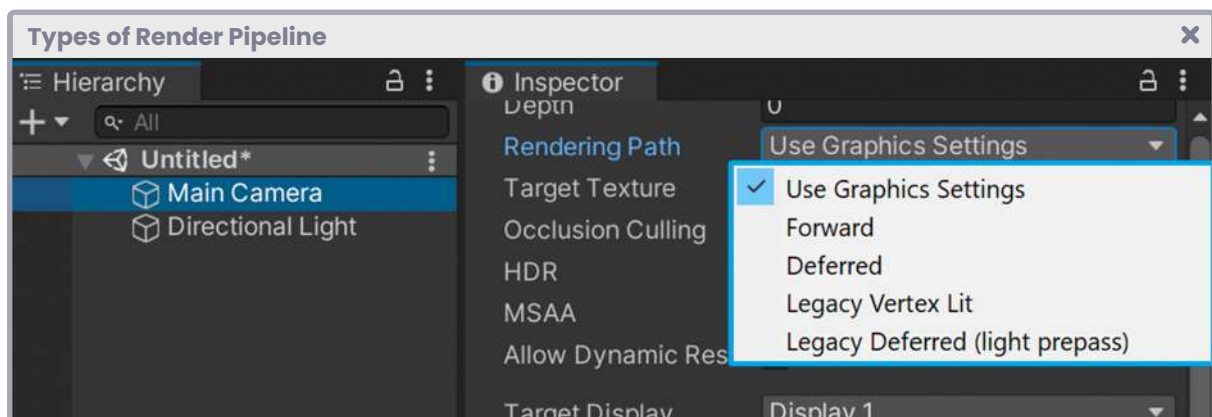 Types of Render Pipeline
Hierarchy
All
Untitled*
Main Camera
Directional Light
Inspector
Depth 0
Rendering Path Use Graphics Settings
Target Texture
Occlusion Culling
HDR
MSAA
Allow Dynamic Res
Target Display Display 1
Use Graphics Settings
Forward
Deferred
Legacy Vertex Lit
Legacy Deferred (light prepass)